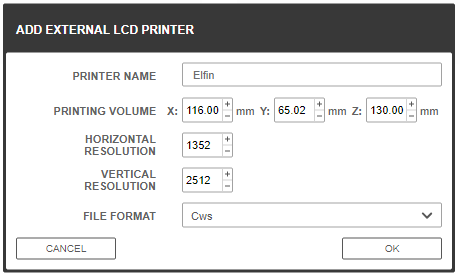 ADD EXTERNAL LCD PRINTER
PRINTER NAME Elfin
PRINTING VOLUME X: 116.00 + - mm Y: 65.02 + - mm Z: 130.00 + - mm
HORIZONTAL
RESOLUTION 1352 + -
VERTICAL
RESOLUTION 2512 + -
FILE FORMAT Cws
CANCEL OK